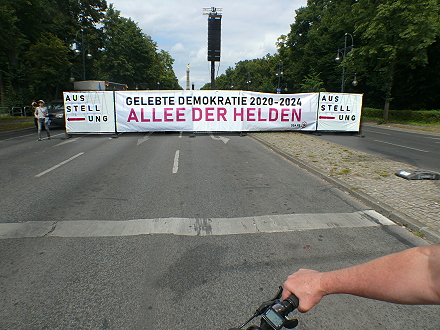 AUS
STELL
UNG
GELEBTE DEMOKRATIE 2020-2024
ALLEE DER HELDEN
AUS
STELL
UNG